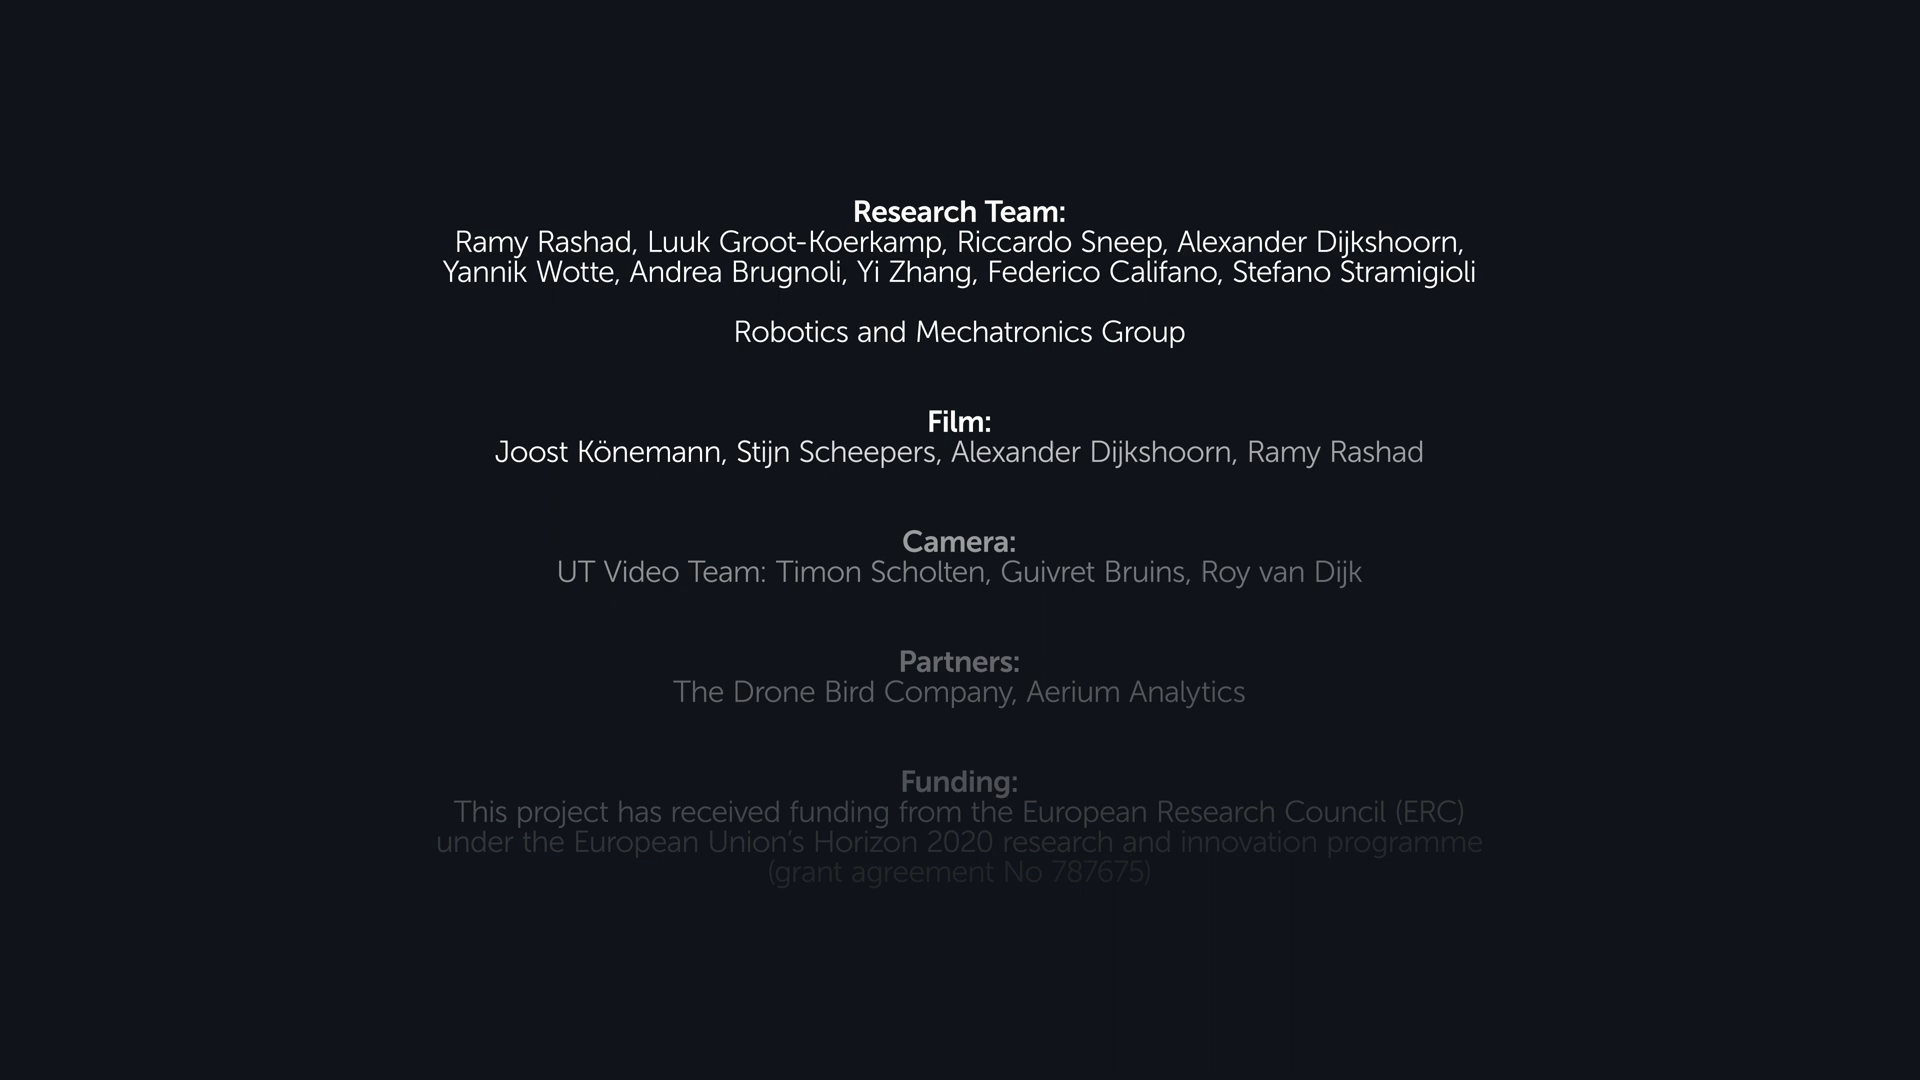 Research Team:
Ramy Rashad, Luuk Groot-Koerkamp, Riccardo Sneep, Alexander Dijkshoorn,
Yannik Wotte, Andrea Brugnoli, Yi Zhang, Federico Califano, Stefano Stramigioli
Robotics and Mechatronics Group
Film:
Joost Könemann, Stijn Scheepers, Alexander Dijkshoorn, Ramy Rashad
Camera:
UT Video Team: Timon Scholten, Guivret Bruins, Roy van Dijk
Partners:
The Drone Bird Company, Aerium Analytics
Funding:
This project has received funding from the European Research Council (ERC)
under the European Union’s Horizon 2020 research and innovation programme
(grant agreement No 787675)